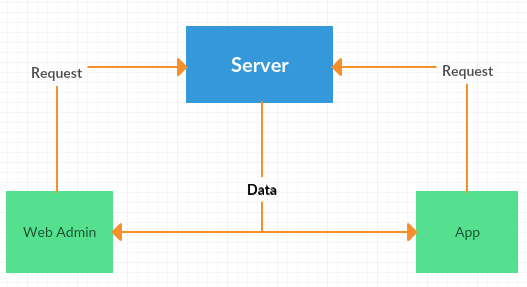 Server
Request
Request
Data
Web Admin
App